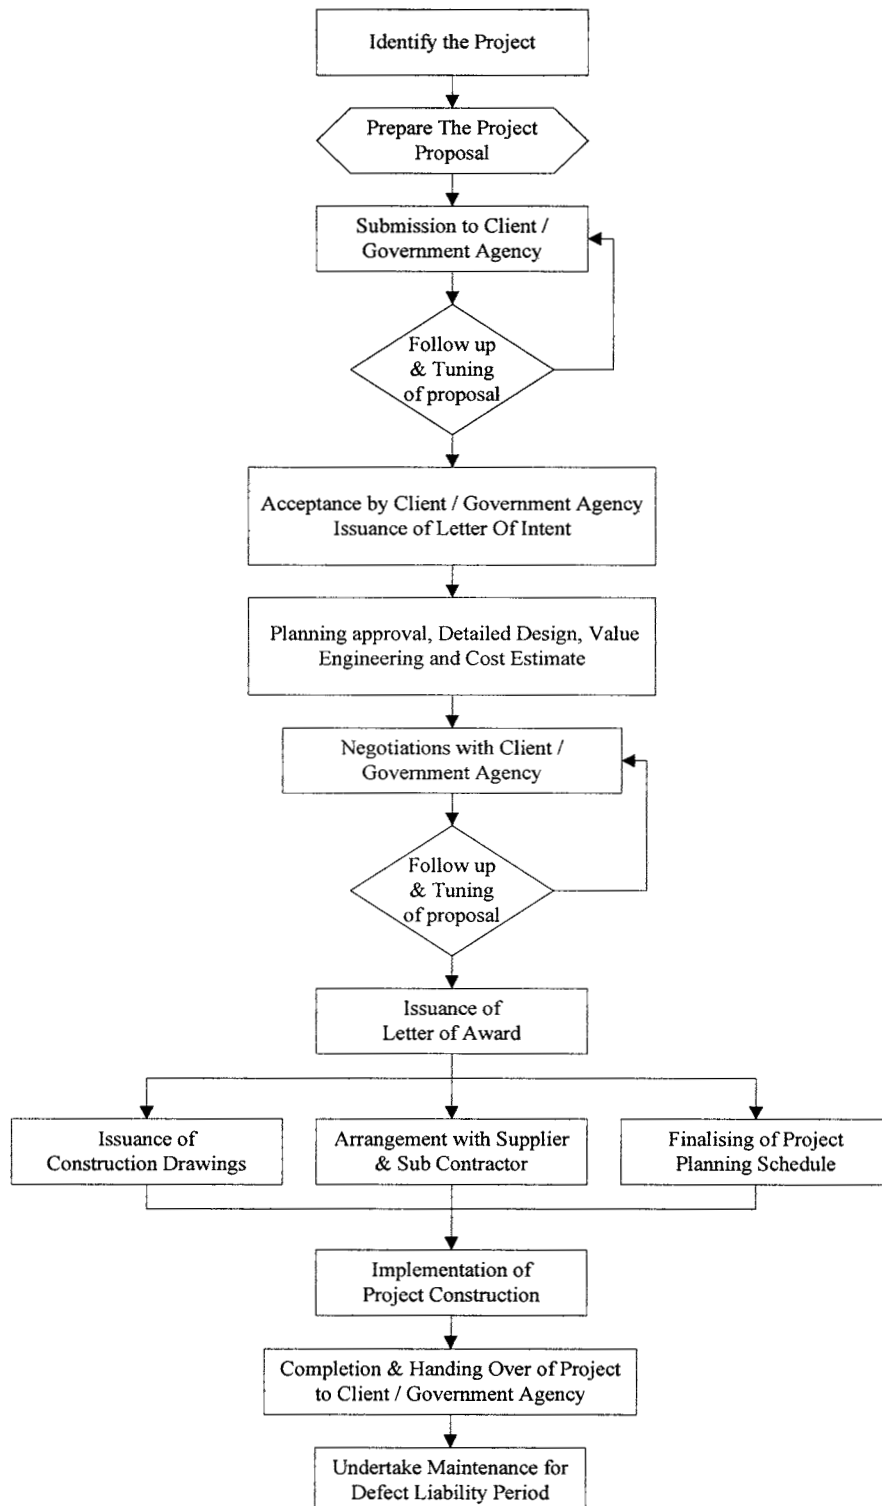 Identify the Project
Prepare The Project
Proposal
Submission to Client /
Government Agency
Follow up
& Tuning
of proposal
Acceptance by Client / Government Agency
Issuance of Letter Of Intent
Planning approval, Detailed Design, Value
Engineering and Cost Estimate
Negotiations with Client /
Government Agency
Follow up
& Tuning
of proposal
Issuance of
Letter of Award
Issuance of
Construction Drawings
Arrangement with Supplier
& Sub Contractor
Finalising of Project
Planning Schedule
Implementation of
Project Construction
Completion & Handing Over of Project
to Client / Government Agency
Undertake Maintenance for
Defect Liability Period